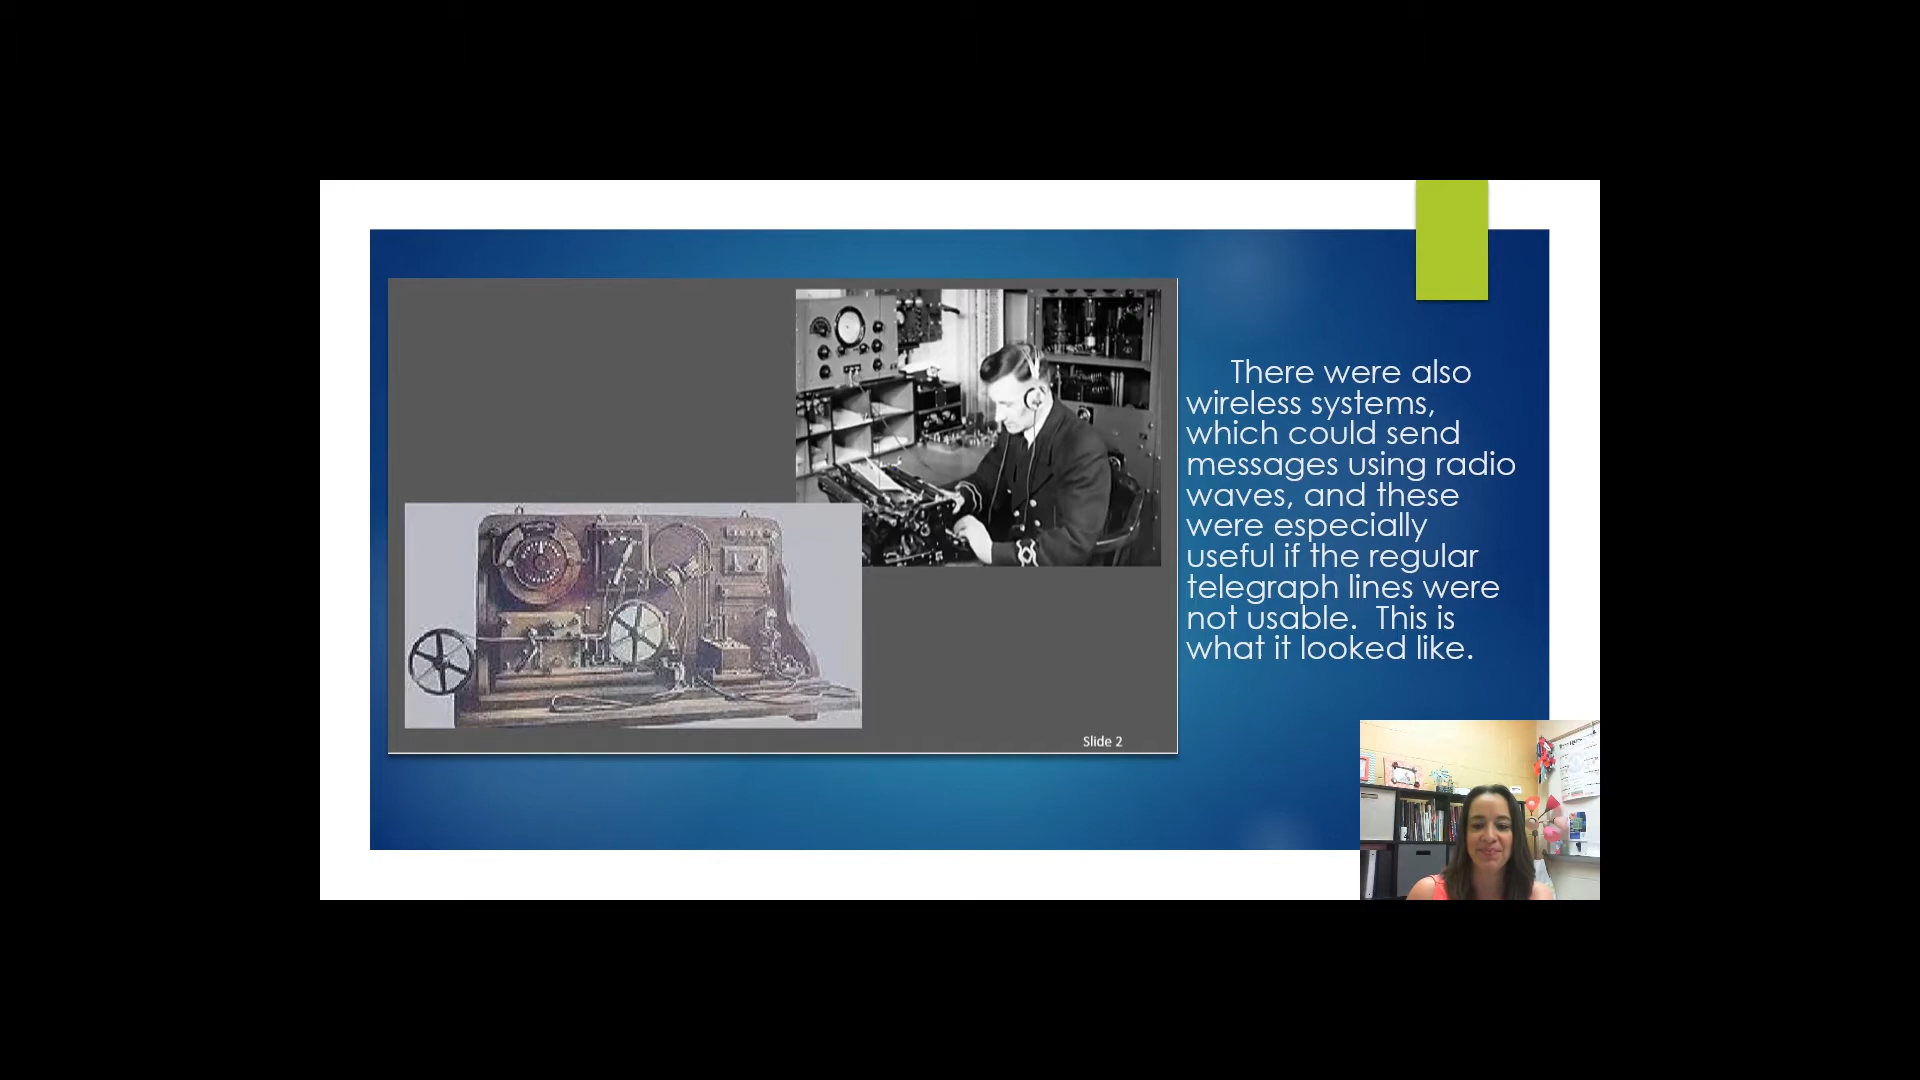 There were also
wireless systems,
which could send
messages using radio
waves, and these
were especially
useful if the regular
telegraph lines were
not usable.  This is
what it looked like.
Slide 2